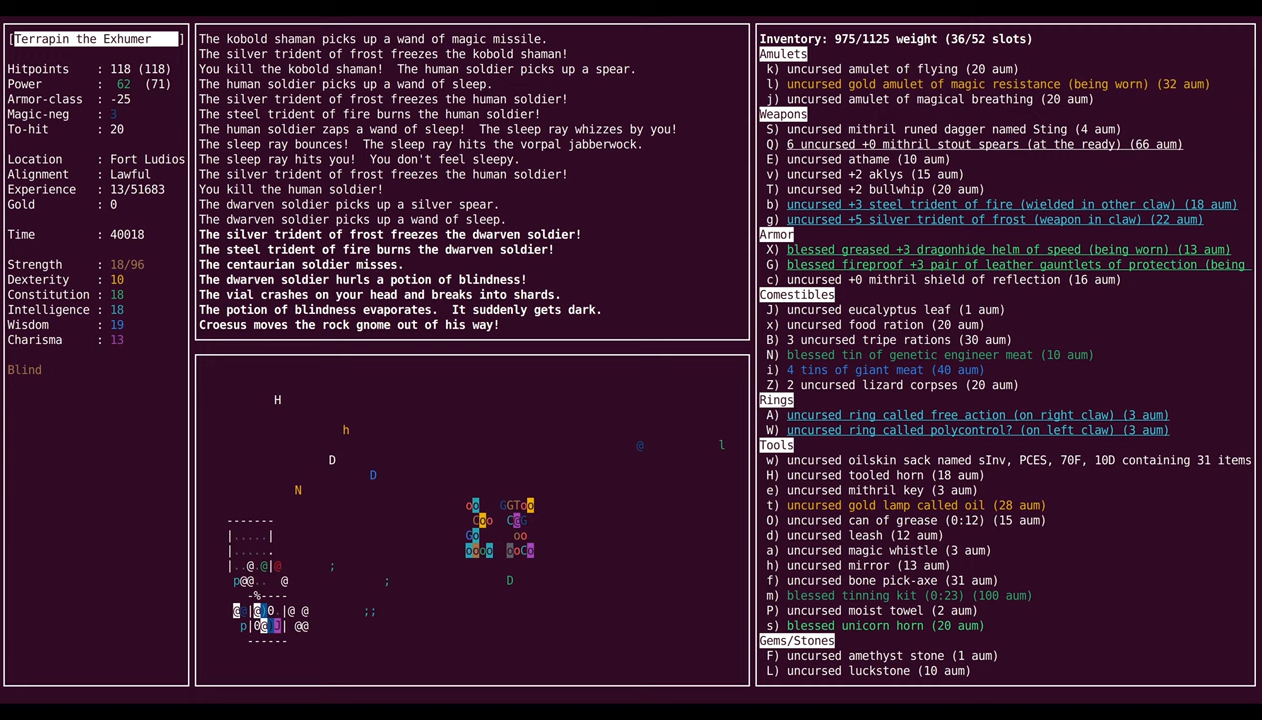 [Terrapin the Exhumer ]
Hitpoints : 118 (118)
Power : 62 (71)
Armor-class : -25
Magic-neg : 3
To-hit : 20
Location : Fort Ludios
Alignment : Lawful
Experience : 13/51683
Gold : 0
Time : 40018
Strength : 18/96
Dexterity : 10
Constitution : 18
Intelligence : 18
Wisdom : 19
Charisma : 13
Blind
The kobold shaman picks up a wand of magic missile.
The silver trident of frost freezes the kobold shaman!
You kill the kobold shaman!  The human soldier picks up a spear.
The human soldier picks up a wand of sleep.
The silver trident of frost freezes the human soldier!
The steel trident of fire burns the human soldier!
The human soldier zaps a wand of sleep!  The sleep ray whizzes by you!
The sleep ray bounces!  The sleep ray hits the vorpal jabberwock.
The sleep ray hits you!  You don't feel sleepy.
The silver trident of frost freezes the human soldier!
You kill the human soldier!
The dwarven soldier picks up a silver spear.
The dwarven soldier picks up a wand of sleep.
The silver trident of frost freezes the dwarven soldier!
The steel trident of fire burns the dwarven soldier!
The centaurian soldier misses.
The dwarven soldier hurls a potion of blindness!
The vial crashes on your head and breaks into shards.
The potion of blindness evaporates.  It suddenly gets dark.
Croesus moves the rock gnome out of his way!
H
h
@ l
D
D
N
oo GGToo
Coo C@G
Go oo
oooo ooCo
D
-------
|.....|
|......
|..@.@|@
p@@.. @
-%----
; ;
;;
------
Inventory: 975/1125 weight (36/52 slots)
Amulets
k) uncursed amulet of flying (20 aum)
l) uncursed gold amulet of magic resistance (being worn) (32 aum)
j) uncursed amulet of magical breathing (20 aum)
Weapons
S) uncursed mithril runed dagger named Sting (4 aum)
Q) 6 uncursed +0 mithril stout spears (at the ready) (66 aum)
E) uncursed athame (10 aum)
v) uncursed +2 aklys (15 aum)
T) uncursed +2 bullwhip (20 aum)
b) uncursed +3 steel trident of fire (wielded in other claw) (18 aum)
g) uncursed +5 silver trident of frost (weapon in claw) (22 aum)
Armor
X) blessed greased +3 dragonhide helm of speed (being worn) (13 aum)
G) blessed fireproof +3 pair of leather gauntlets of protection (being
c) uncursed +0 mithril shield of reflection (16 aum)
Comestibles
J) uncursed eucalyptus leaf (1 aum)
x) uncursed food ration (20 aum)
B) 3 uncursed tripe rations (30 aum)
N) blessed tin of genetic engineer meat (10 aum)
i) 4 tins of giant meat (40 aum)
Z) 2 uncursed lizard corpses (20 aum)
Rings
A) uncursed ring called free action (on right claw) (3 aum)
W) uncursed ring called polycontrol? (on left claw) (3 aum)
Tools
w) uncursed oilskin sack named sInv, PCES, 70F, 10D containing 31 items
H) uncursed tooled horn (18 aum)
e) uncursed mithril key (3 aum)
t) uncursed gold lamp called oil (28 aum)
O) uncursed can of grease (0:12) (15 aum)
d) uncursed leash (12 aum)
a) uncursed magic whistle (3 aum)
h) uncursed mirror (13 aum)
f) uncursed bone pick-axe (31 aum)
m) blessed tinning kit (0:23) (100 aum)
P) uncursed moist towel (2 aum)
s) blessed unicorn horn (20 aum)
Gems/Stones
F) uncursed amethyst stone (1 aum)
L) uncursed luckstone (10 aum)